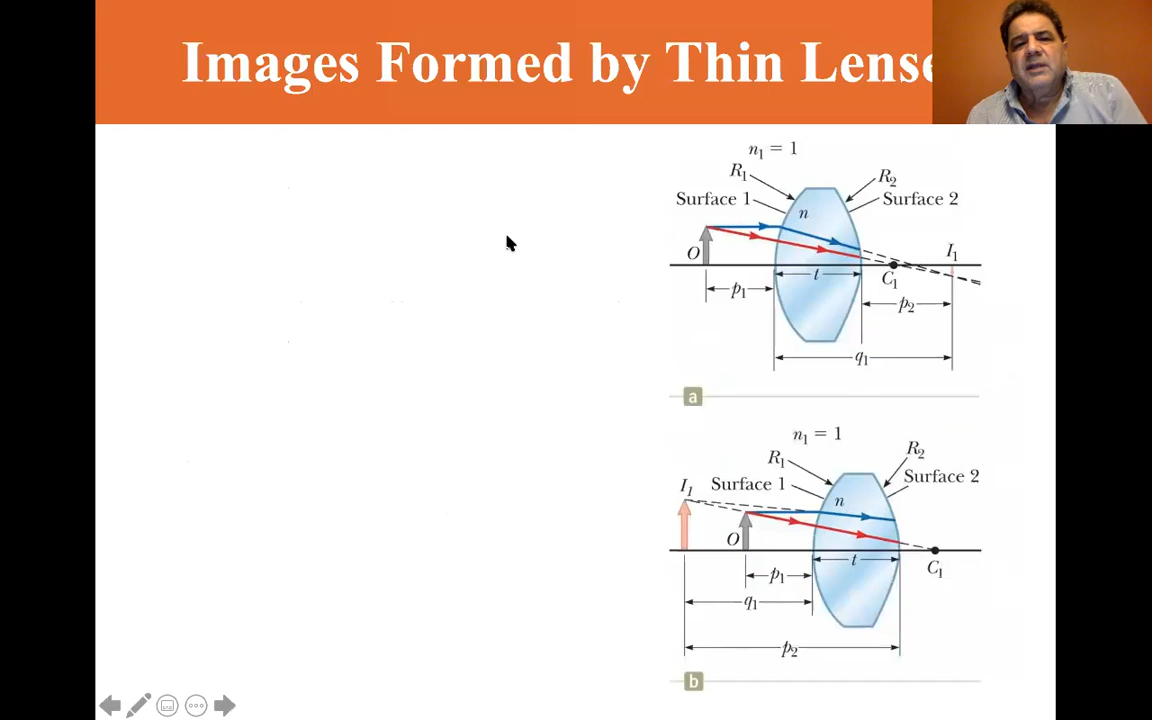 Images Formed by Thin Lense
n1 = 1
R1
R2
Surface 1
Surface 2
n
O
I1
t
C1
p1
p2
q1
a
n1 = 1
R1
R2
Surface 1
Surface 2
I1
n
O
t
C1
p1
q1
p2
b